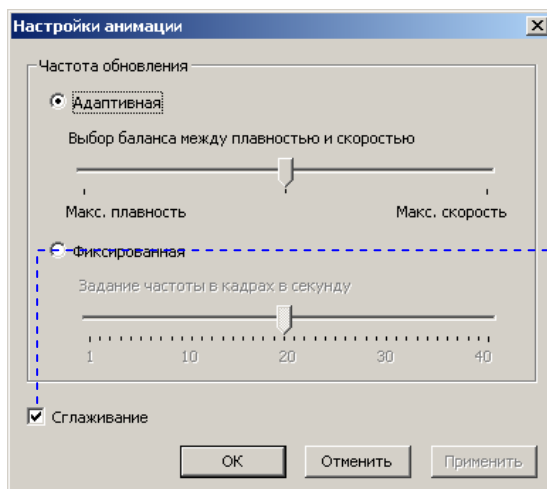 Настройки анимации
Частота обновления
Адаптивная
Выбор баланса между плавностью и скоростью
Макс. плавность Макс. скорость
Фиксированная
Задание частоты в кадрах в секунду
1 10 20 30 40
Сглаживание
ОК Отменить Применить